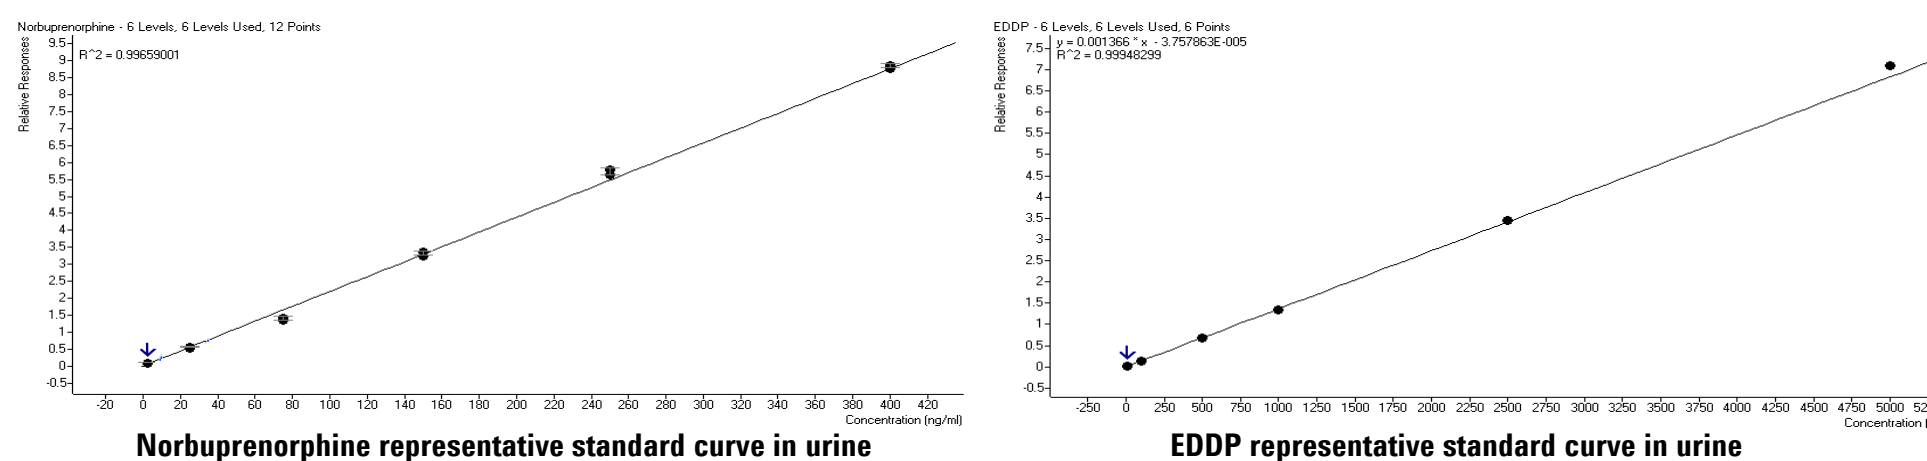 Norbuprenorphine - 6 Levels, 6 Levels Used, 12 Points
R^2 = 0.99659001
Relative Responses
9.5
9
8.5
8
7.5
7
6.5
6
5.5
5
4.5
4
3.5
3
2.5
2
1.5
1
0.5
0
-0.5
-20 0 20 40 60 80 100 120 140 160 180 200 220 240 260 280 300 320 340 360 380 400 420
Concentration (ng/ml)
Norbuprenorphine representative standard curve in urine
EDDP - 6 Levels, 6 Levels Used, 6 Points
y = 0.001366 * x - 3.757863E-005
R^2 = 0.99948299
Relative Responses
7.5
7
6.5
6
5.5
5
4.5
4
3.5
3
2.5
2
1.5
1
0.5
0
-0.5
-250 0 250 500 750 1000 1250 1500 1750 2000 2250 2500 2750 3000 3250 3500 3750 4000 4250 4500 4750 5000 52
Concentration
EDDP representative standard curve in urine